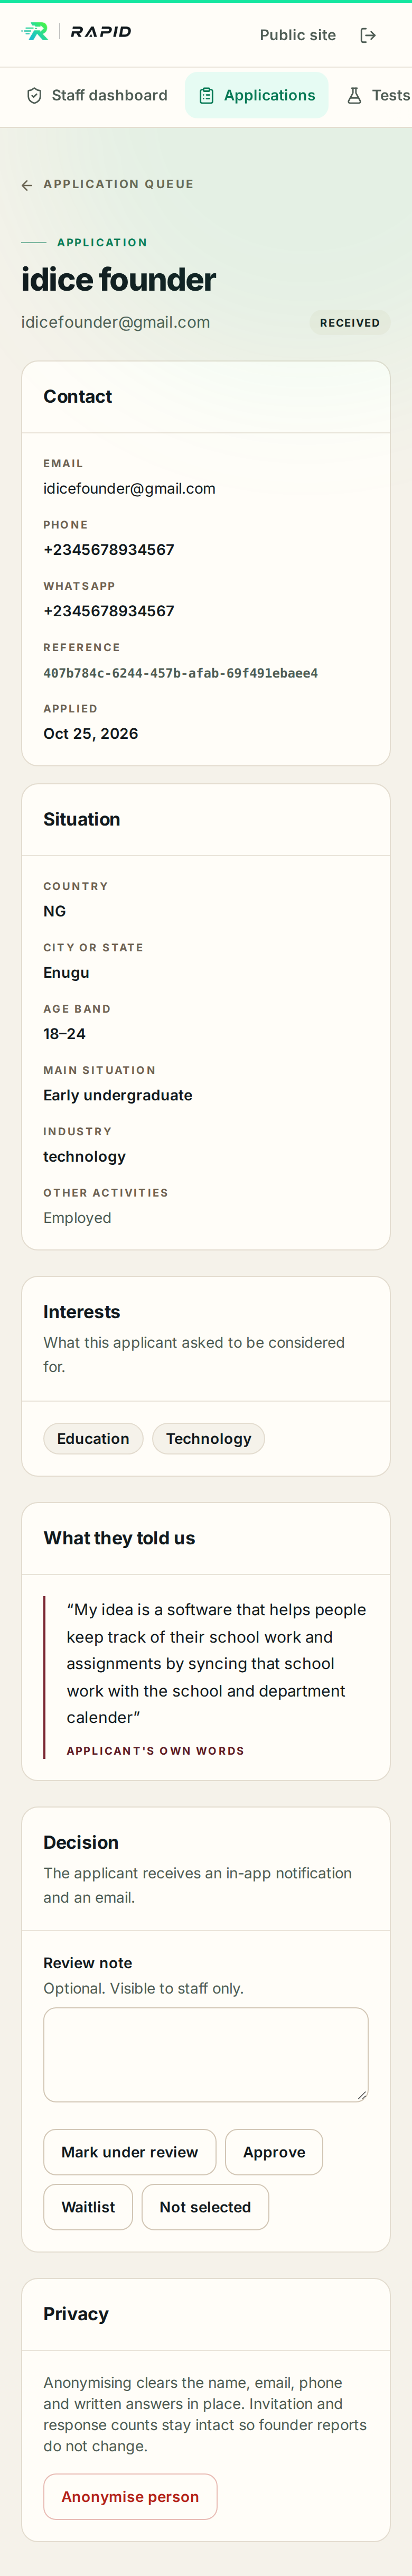 RAPID
Public site
Staff dashboard
Applications
Tests
APPLICATION QUEUE
APPLICATION
idice founder
idicefounder@gmail.com
RECEIVED
Contact
EMAIL
idicefounder@gmail.com
PHONE
+2345678934567
WHATSAPP
+2345678934567
REFERENCE
407b784c-6244-457b-afab-69f491ebaee4
APPLIED
Oct 25, 2026
Situation
COUNTRY
NG
CITY OR STATE
Enugu
AGE BAND
18–24
MAIN SITUATION
Early undergraduate
INDUSTRY
technology
OTHER ACTIVITIES
Employed
Interests
What this applicant asked to be considered
for.
Education
Technology
What they told us
“My idea is a software that helps people
keep track of their school work and
assignments by syncing that school
work with the school and department
calender”
APPLICANT'S OWN WORDS
Decision
The applicant receives an in-app notification
and an email.
Review note
Optional. Visible to staff only.
Mark under review
Approve
Waitlist
Not selected
Privacy
Anonymising clears the name, email, phone
and written answers in place. Invitation and
response counts stay intact so founder reports
do not change.
Anonymise person